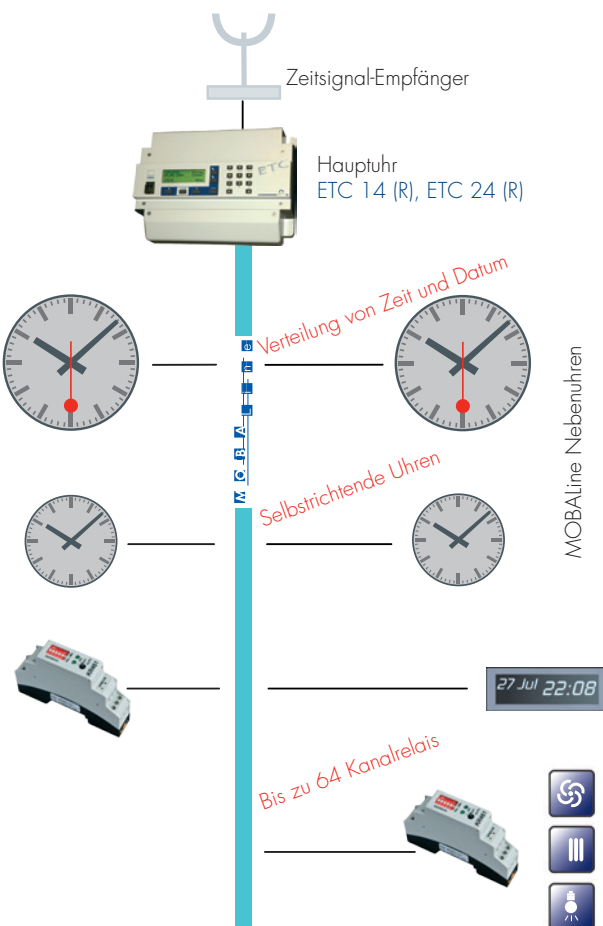 Zeitsignal-Empfänger
ETC
Hauptuhr
ETC 14 (R), ETC 24 (R)
Verteilung von Zeit und Datum
MOBALine
MOBALine Nebenuhren
Selbstrichtende Uhren
27 Jul 22:08
Bis zu 64 Kanalrelais